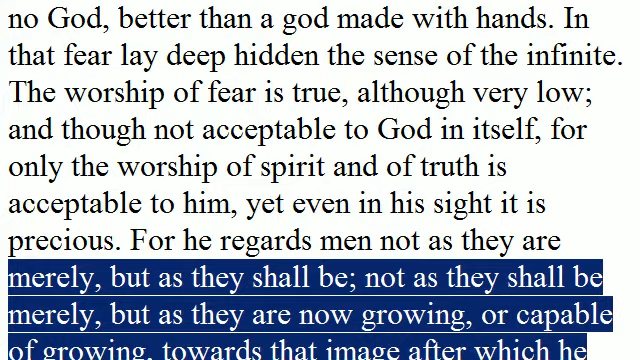 no God, better than a god made with hands. In
that fear lay deep hidden the sense of the infinite.
The worship of fear is true, although very low;
and though not acceptable to God in itself, for
only the worship of spirit and of truth is
acceptable to him, yet even in his sight it is
precious. For he regards men not as they are
merely, but as they shall be; not as they shall be
merely, but as they are now growing, or capable
of growing, towards that image after which he